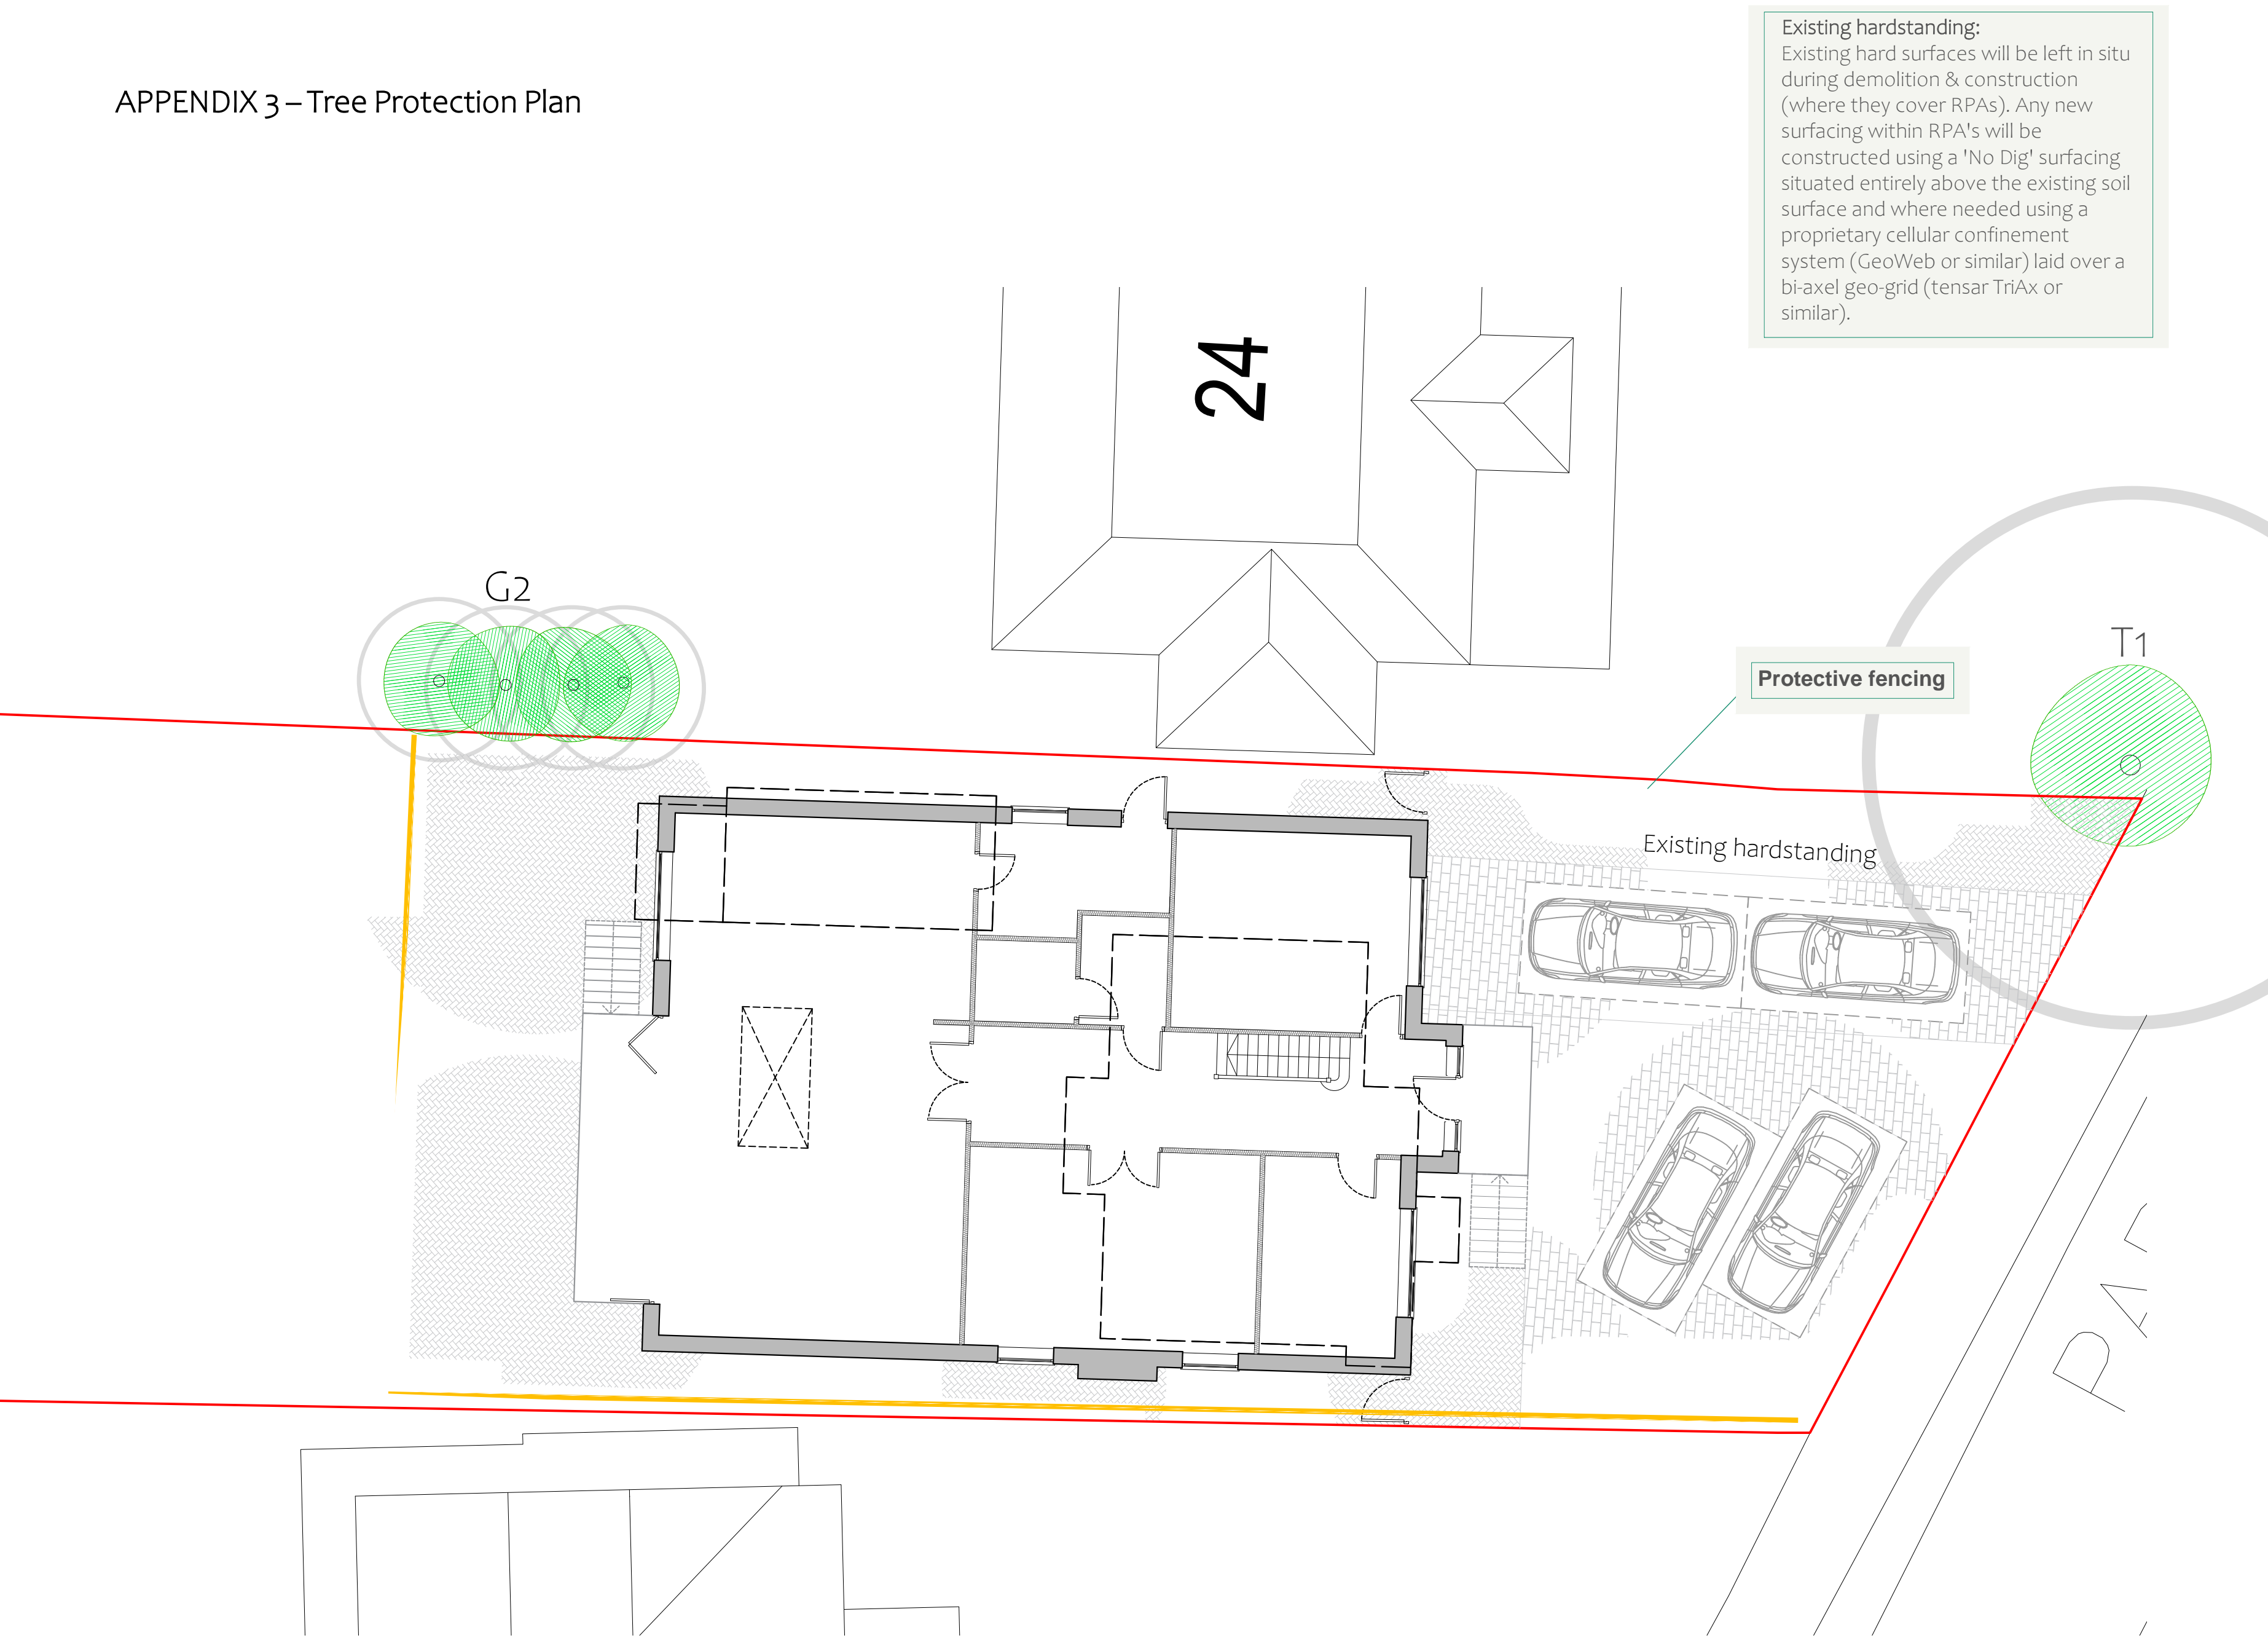 APPENDIX 3 – Tree Protection Plan
Existing hardstanding:
Existing hard surfaces will be left in situ
during demolition & construction
(where they cover RPAs). Any new
surfacing within RPA's will be
constructed using a 'No Dig' surfacing
situated entirely above the existing soil
surface and where needed using a
proprietary cellular confinement
system (GeoWeb or similar) laid over a
bi-axel geo-grid (tensar TriAx or
similar).
24
G2
T1
Protective fencing
Existing hardstanding
PA